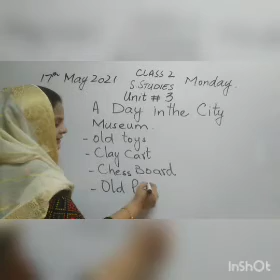 17th May 2021 CLASS 2 Monday.
S.STUDIES
Unit # 3
A Day In the City
Museum.
- old toys
- Clay Cart
- Chess Board
- Old P
InShOt